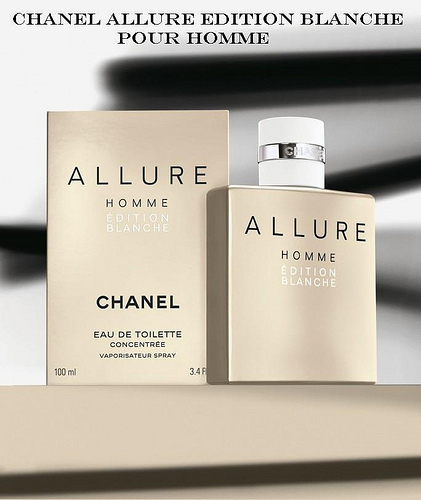 CHANEL ALLURE EDITION BLANCHE
POUR HOMME
ALLURE
HOMME
ÉDITION
BLANCHE
CHANEL
EAU DE TOILETTE
CONCENTRÉE
VAPORISATEUR SPRAY
100 ml
3.4 Fl
CHANEL
ALLURE
HOMME
ÉDITION
BLANCHE